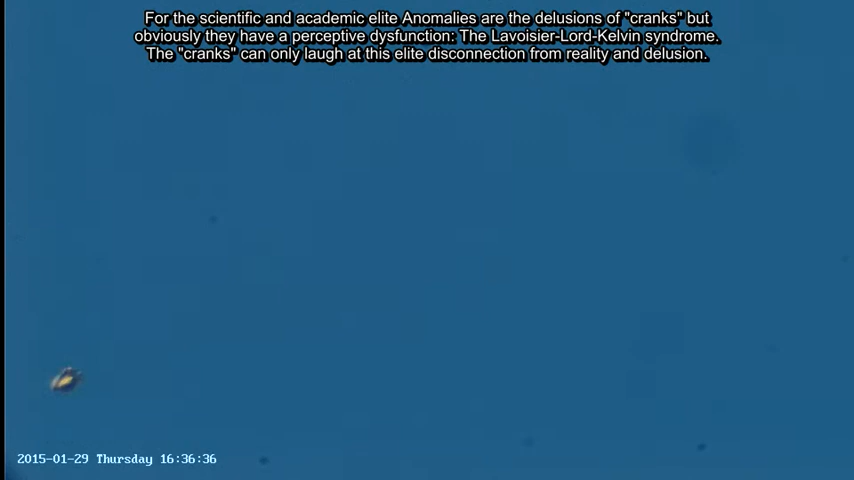 For the scientific and academic elite Anomalies are the delusions of "cranks" but
obviously they have a perceptive dysfunction: The Lavoisier-Lord-Kelvin syndrome.
The "cranks" can only laugh at this elite disconnection from reality and delusion.
2015-01-29 Thursday 16:36:36